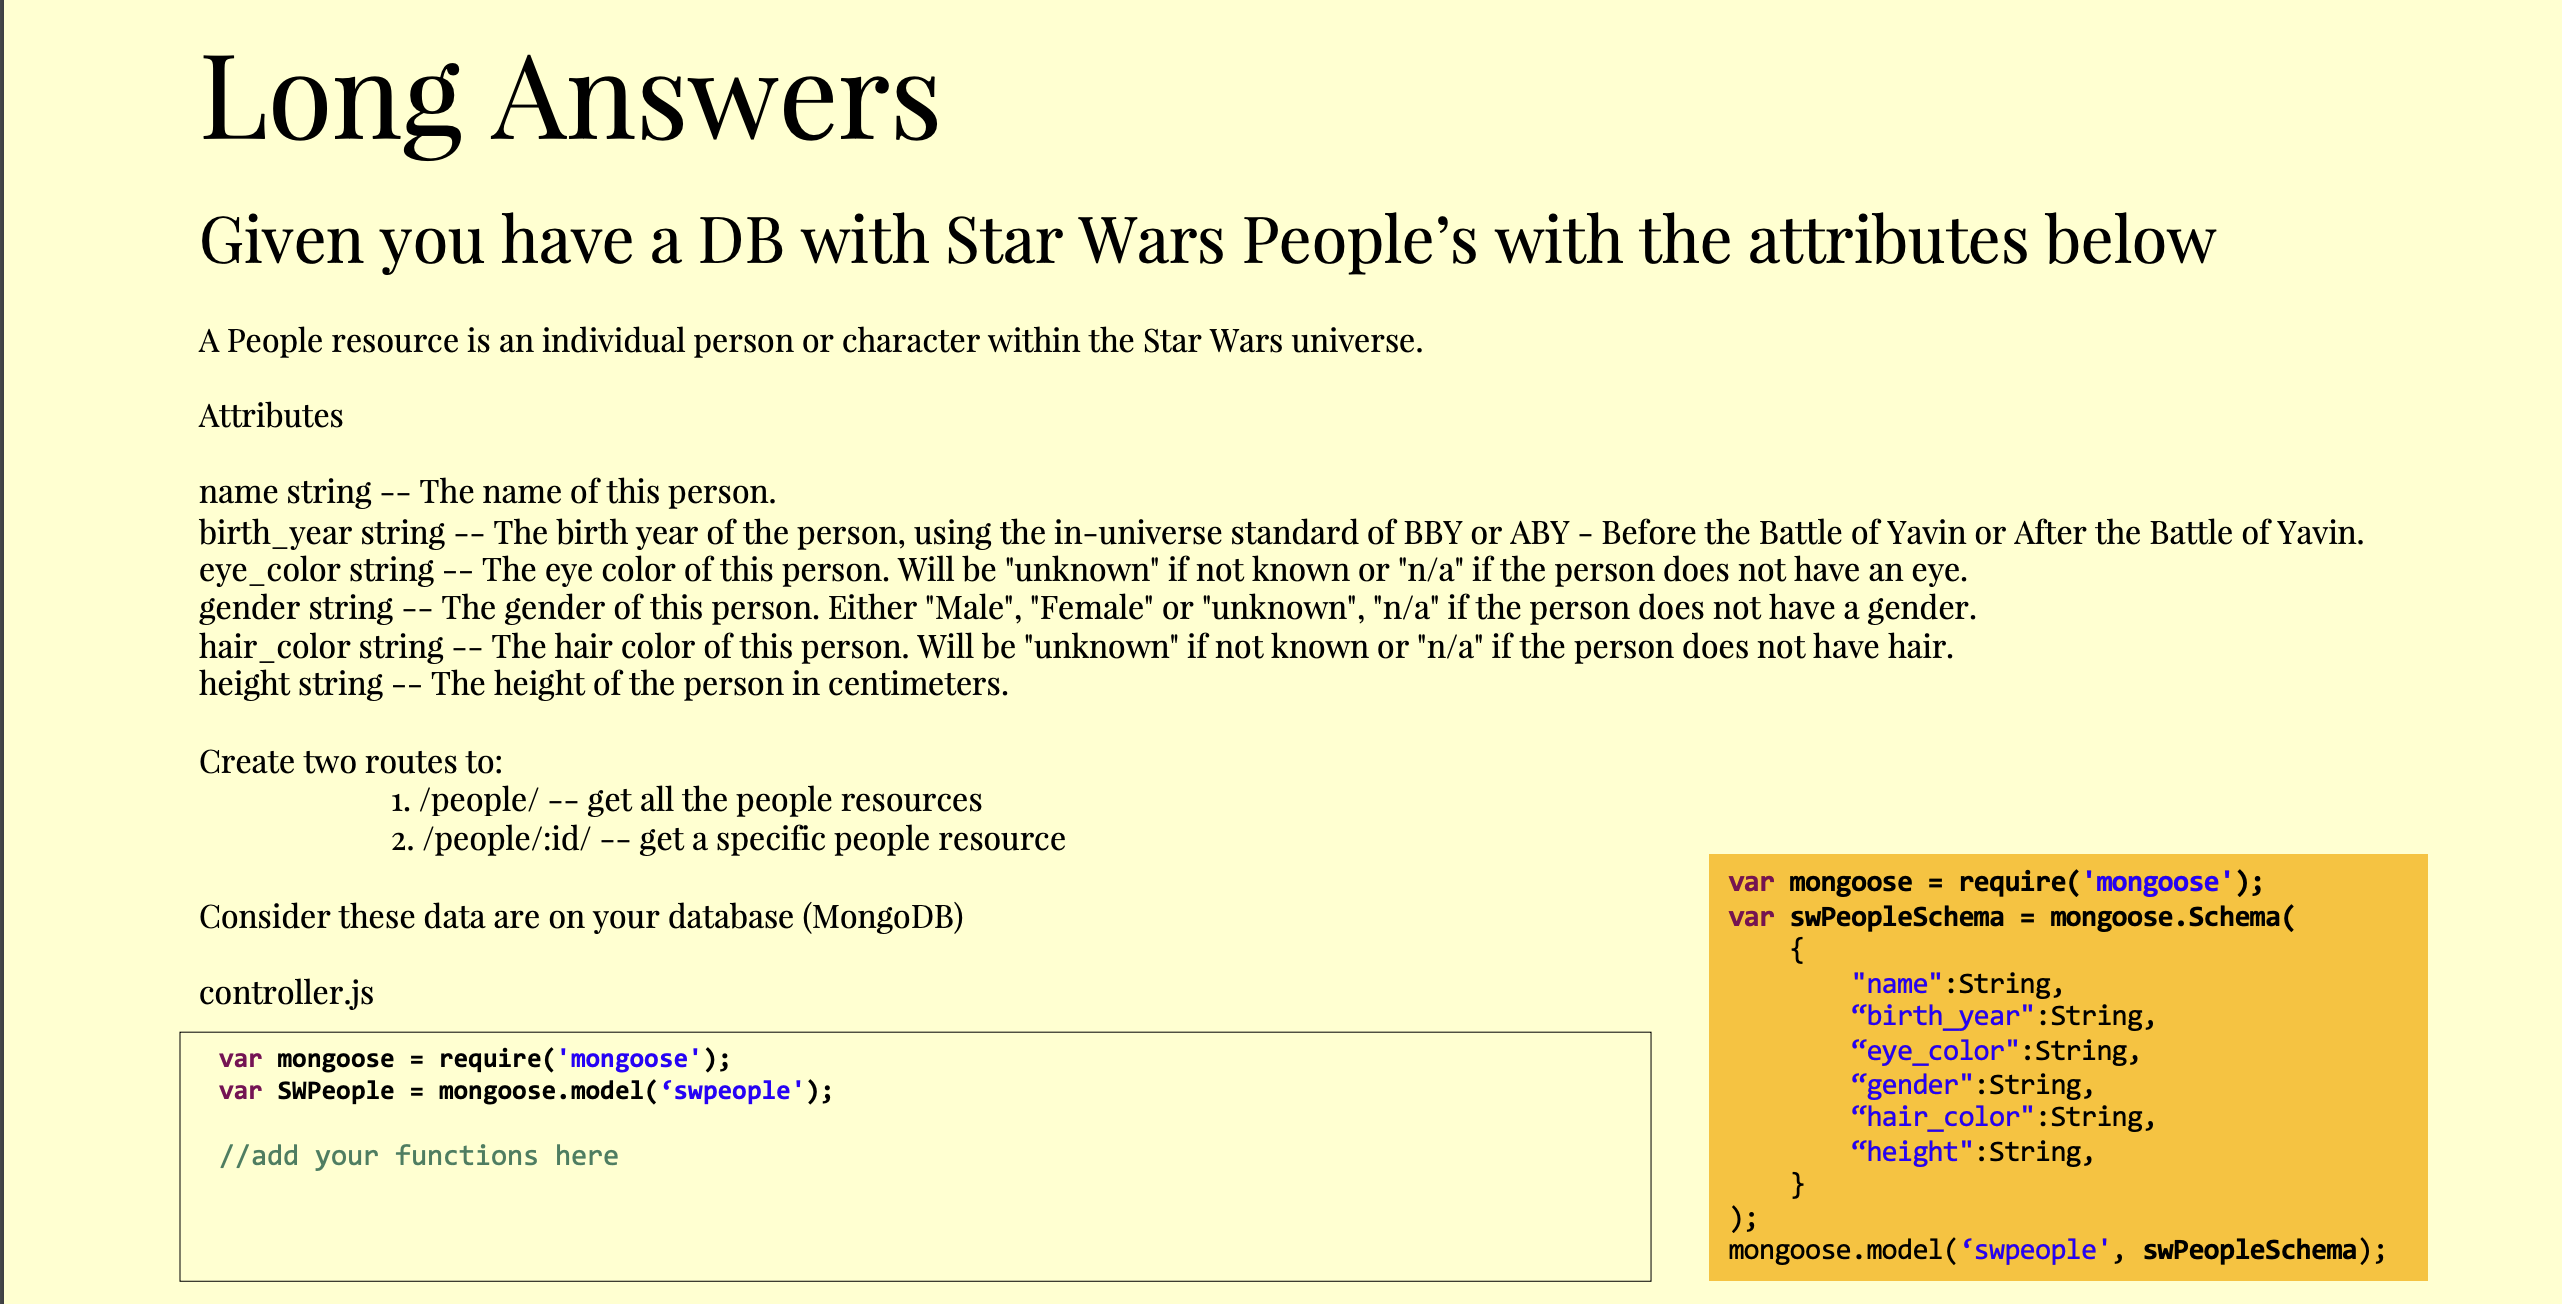 Long Answers
Given you have a DB with Star Wars People’s with the attributes below
A People resource is an individual person or character within the Star Wars universe.
Attributes
name string -- The name of this person.
birth_year string -- The birth year of the person, using the in-universe standard of BBY or ABY - Before the Battle of Yavin or After the Battle of Yavin.
eye_color string -- The eye color of this person. Will be "unknown" if not known or "n/a" if the person does not have an eye.
gender string -- The gender of this person. Either "Male", "Female" or "unknown", "n/a" if the person does not have a gender.
hair_color string -- The hair color of this person. Will be "unknown" if not known or "n/a" if the person does not have hair.
height string -- The height of the person in centimeters.
Create two routes to:
1. /people/ -- get all the people resources
2. /people/:id/ -- get a specific people resource
Consider these data are on your database (MongoDB)
controller.js
var mongoose = require('mongoose');
var SWPeople = mongoose.model(‘swpeople');
//add your functions here
var mongoose = require('mongoose');
var swPeopleSchema = mongoose.Schema(
{
"name":String,
“birth_year":String,
“eye_color":String,
“gender":String,
“hair_color":String,
“height":String,
}
);
mongoose.model(‘swpeople', swPeopleSchema);